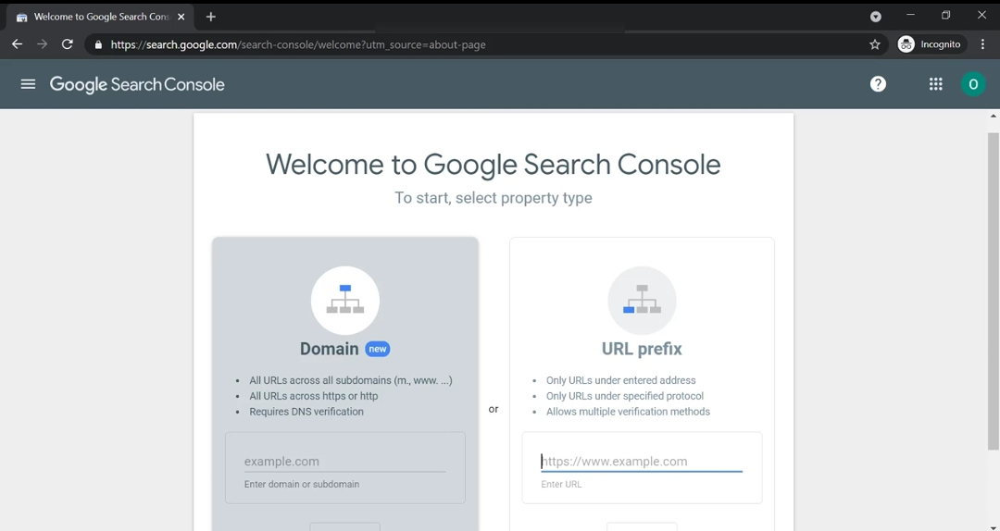 Welcome to Google Search Cons
https://search.google.com/search-console/welcome?utm_source=about-page
Incognito
Google Search Console
O
Welcome to Google Search Console
To start, select property type
Domain new
All URLs across all subdomains (m., www. ...)
All URLs across https or http
Requires DNS verification
example.com
Enter domain or subdomain
or
URL prefix
Only URLs under entered address
Only URLs under specified protocol
Allows multiple verification methods
https://www.example.com
Enter URL